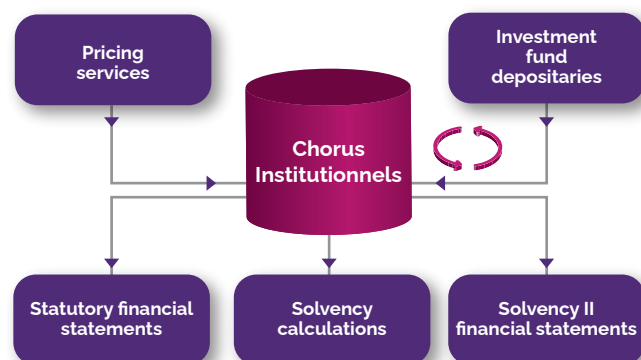 Pricing
services
Investment
fund
depositaries
Chorus
Institutionnels
Statutory financial
statements
Solvency
calculations
Solvency II
financial statements